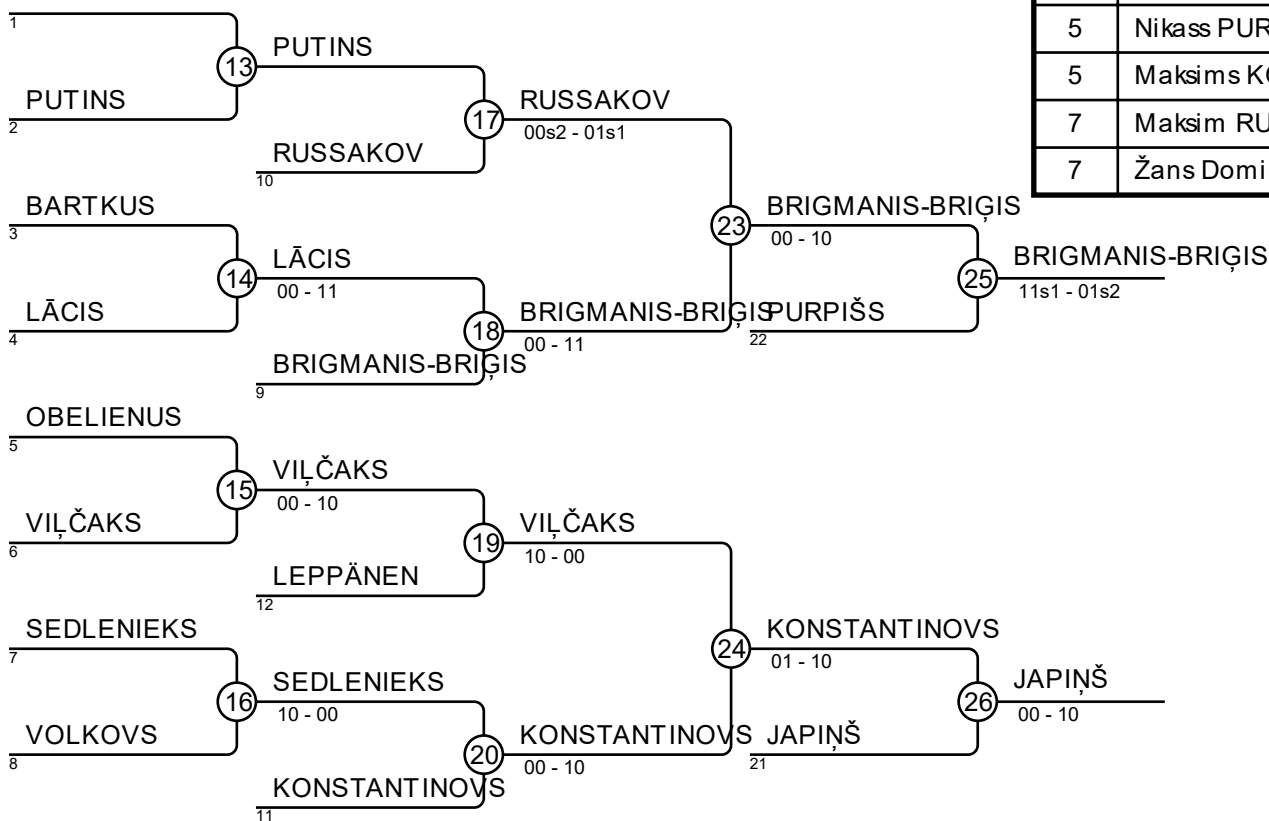 1
13
PUTINS
PUTINS
2
17
RUSSAKOV
00s2 - 01s1
RUSSAKOV
10
BARTKUS
3
14
LĀCIS
00 - 11
LĀCIS
4
18
BRIGMANIS-BRIĢIS
00 - 11
BRIGMANIS-BRIĢIS
9
23
BRIGMANIS-BRIĢIS
00 - 10
PURPIŠS
22
25
BRIGMANIS-BRIĢIS
11s1 - 01s2
OBELIENUS
5
15
VIĻČAKS
00 - 10
VIĻČAKS
6
19
VIĻČAKS
10 - 00
LEPPÄNEN
12
SEDLENIEKS
7
16
SEDLENIEKS
10 - 00
VOLKOVS
8
20
KONSTANTINOVS
00 - 10
KONSTANTINOVS
11
24
KONSTANTINOVS
01 - 10
JAPIŅŠ
21
26
JAPIŅŠ
00 - 10
5 Nikass PUR
5 Maksims
7 Maksim RU
7 Žans Domi